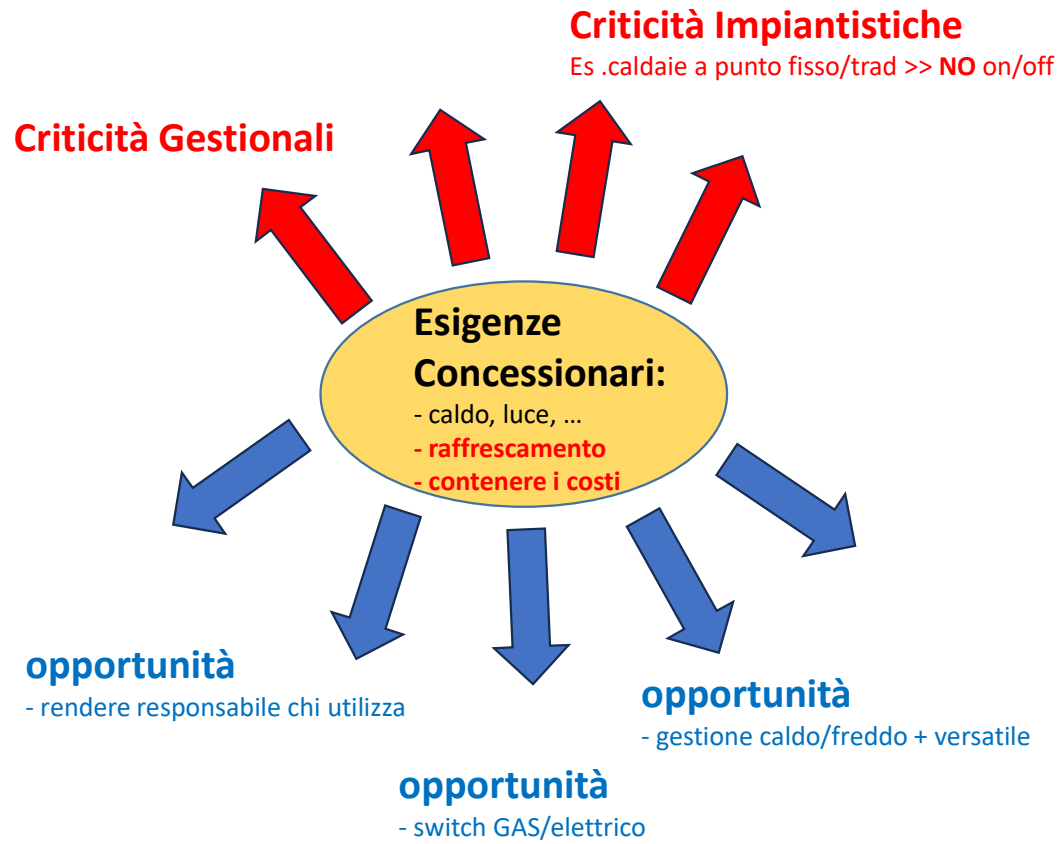 Criticità Impiantistiche
Es .caldaie a punto fisso/trad >> NO on/off
Criticità Gestionali
Esigenze
Concessionari:
- caldo, luce, …
- raffrescamento
- contenere i costi
opportunità
- rendere responsabile chi utilizza
opportunità
- gestione caldo/freddo + versatile
opportunità
- switch GAS/elettrico